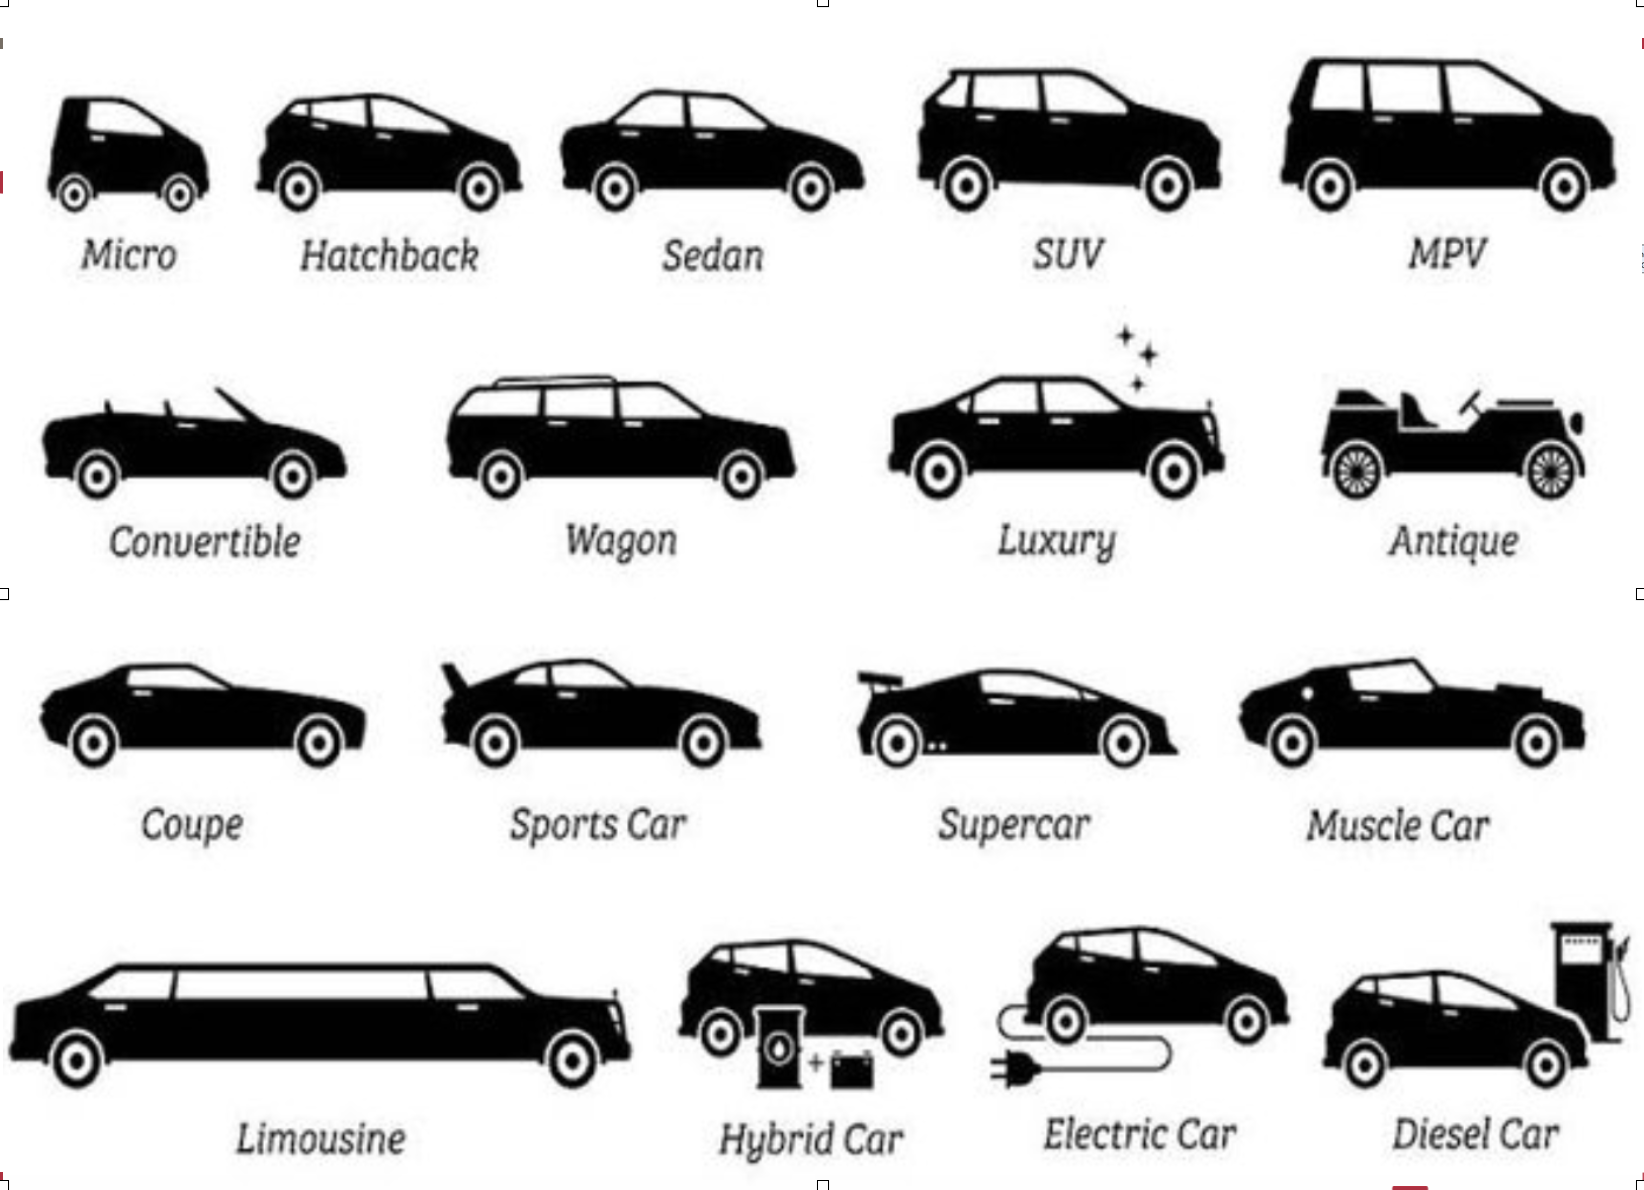 Micro
Hatchback
Sedan
SUV
MPV
Convertible
Wagon
Luxury
Antique
Coupe
Sports Car
Supercar
Muscle Car
Limousine
Hybrid Car
Electric Car
Diesel Car